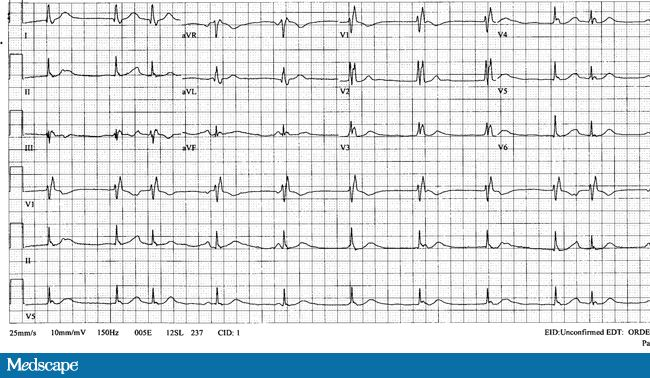 I
aVR
V1
V4
II
aVL
V2
V5
III
aVF
V3
V6
V1
II
V5
25mm/s 10mm/mV 150Hz 005E 12SL 237 CID: 1 EID:Unconfirmed EDT: ORDE
Pa
Medscape